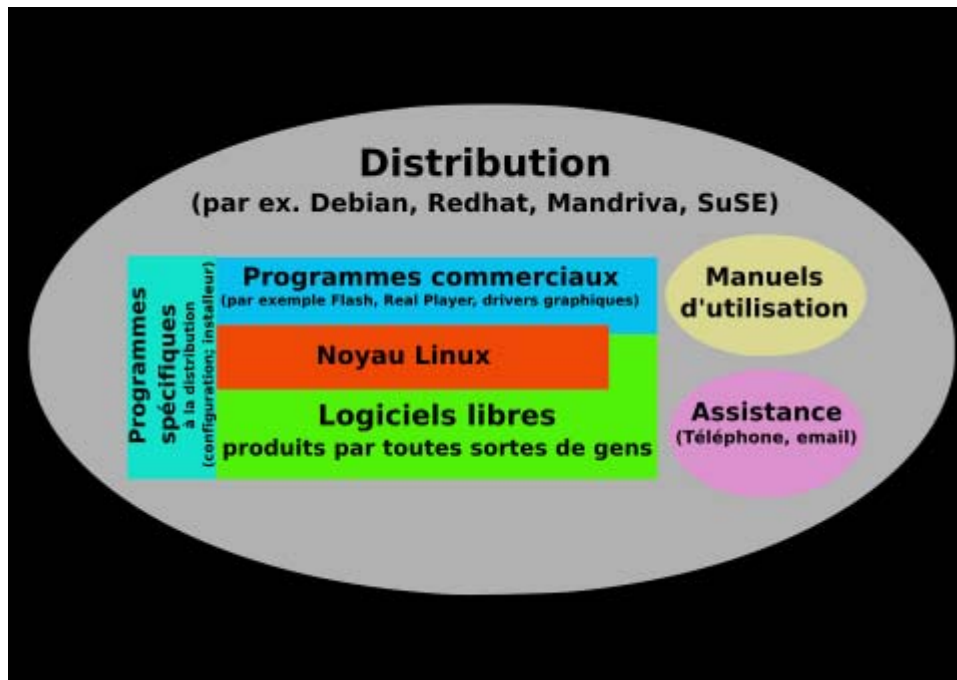 Distribution
(par ex. Debian, Redhat, Mandriva, SuSE)
Programmes
spécifiques
à la distribution
(configuration; installeur)
Programmes commerciaux
(par exemple Flash, Real Player, drivers graphiques)
Noyau Linux
Logiciels libres
produits par toutes sortes de gens
Manuels
d'utilisation
Assistance
(Téléphone, email)